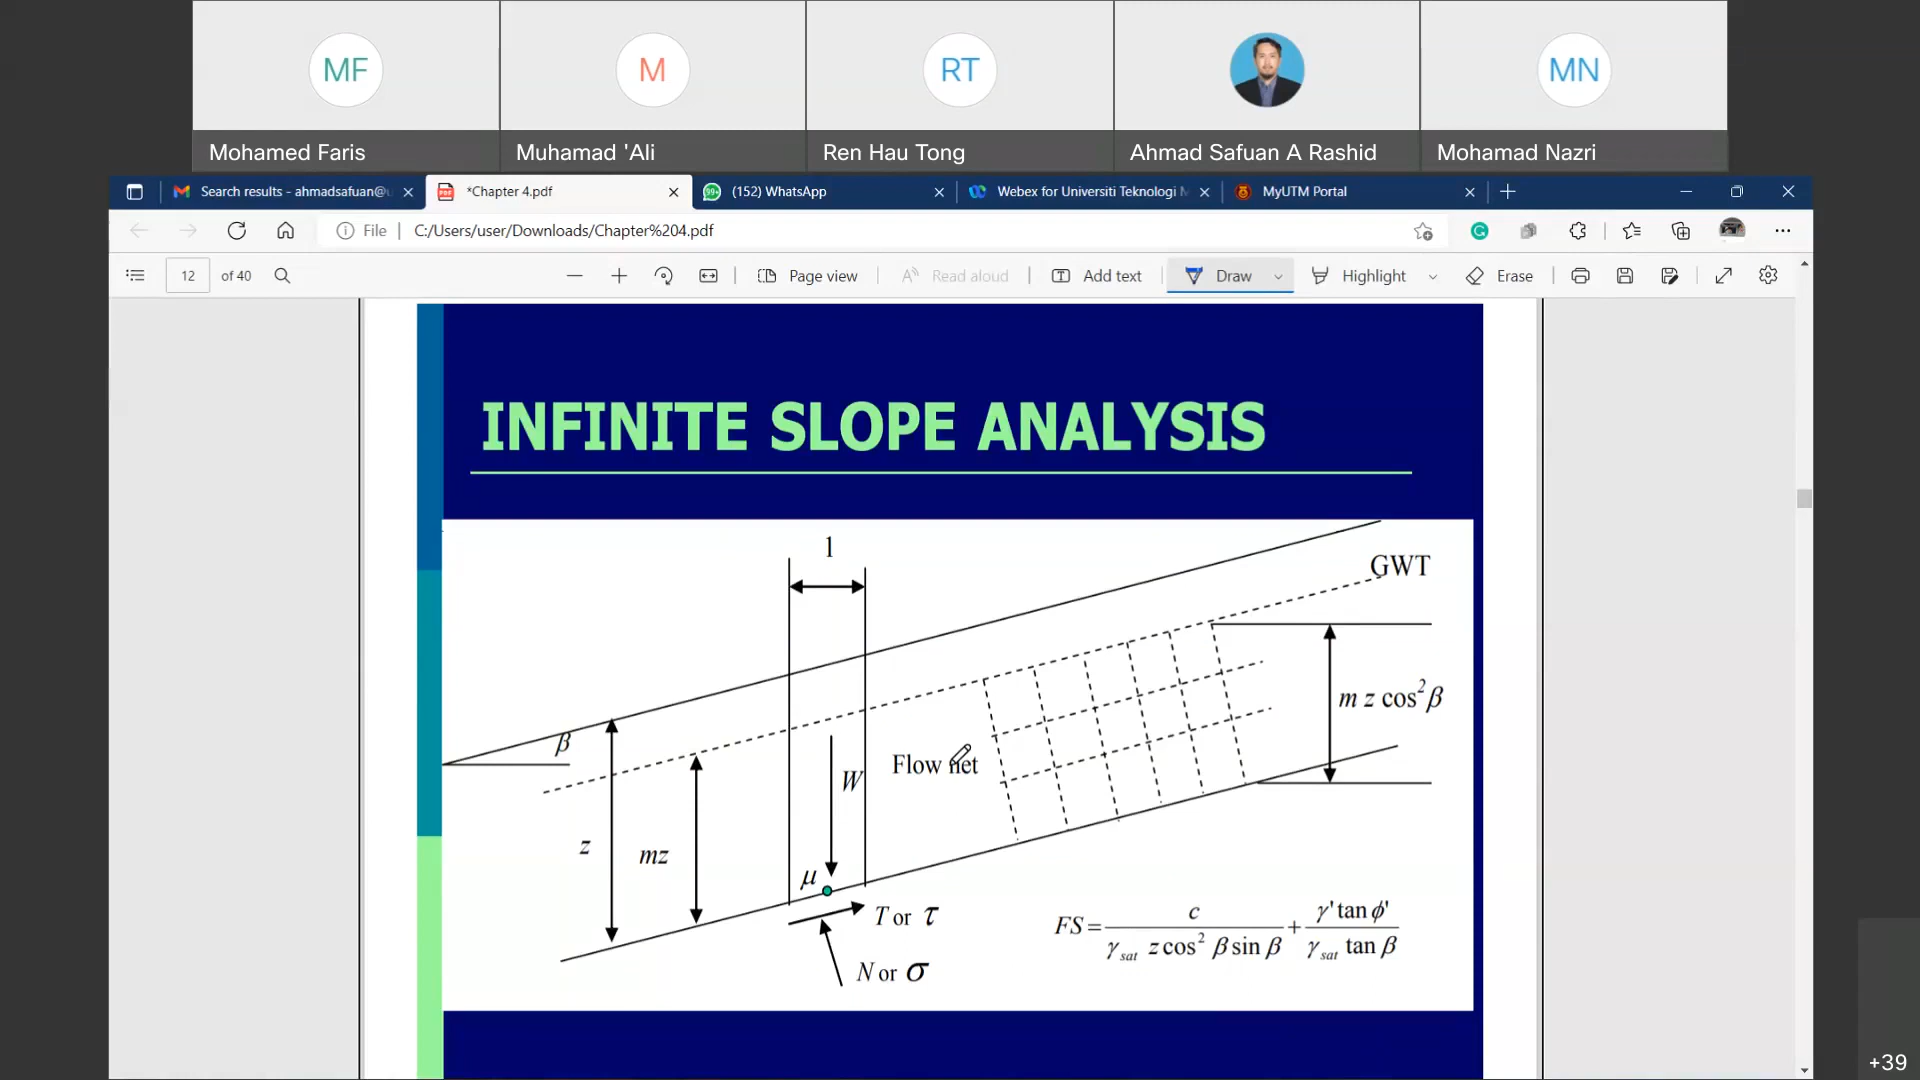 MF
M
RT
MN
Mohamed Faris
Muhamad 'Ali
Ren Hau Tong
Ahmad Safuan A Rashid
Mohamad Nazri
Search results - ahmadsafuan@
*Chapter 4.pdf
99+
(152) WhatsApp
Webex for Universiti Teknologi M
MyUTM Portal
File
C:/Users/user/Downloads/Chapter%204.pdf
12
of 40
Page view
Read aloud
Add text
Draw
Highlight
Erase
INFINITE SLOPE ANALYSIS
1
GWT
m z cos²β
β
Flow net
W
z
mz
μ
T or τ
N or σ
FS = c / γsat z cos² β sin β + γ' tan ϕ' / γsat tan β
+39